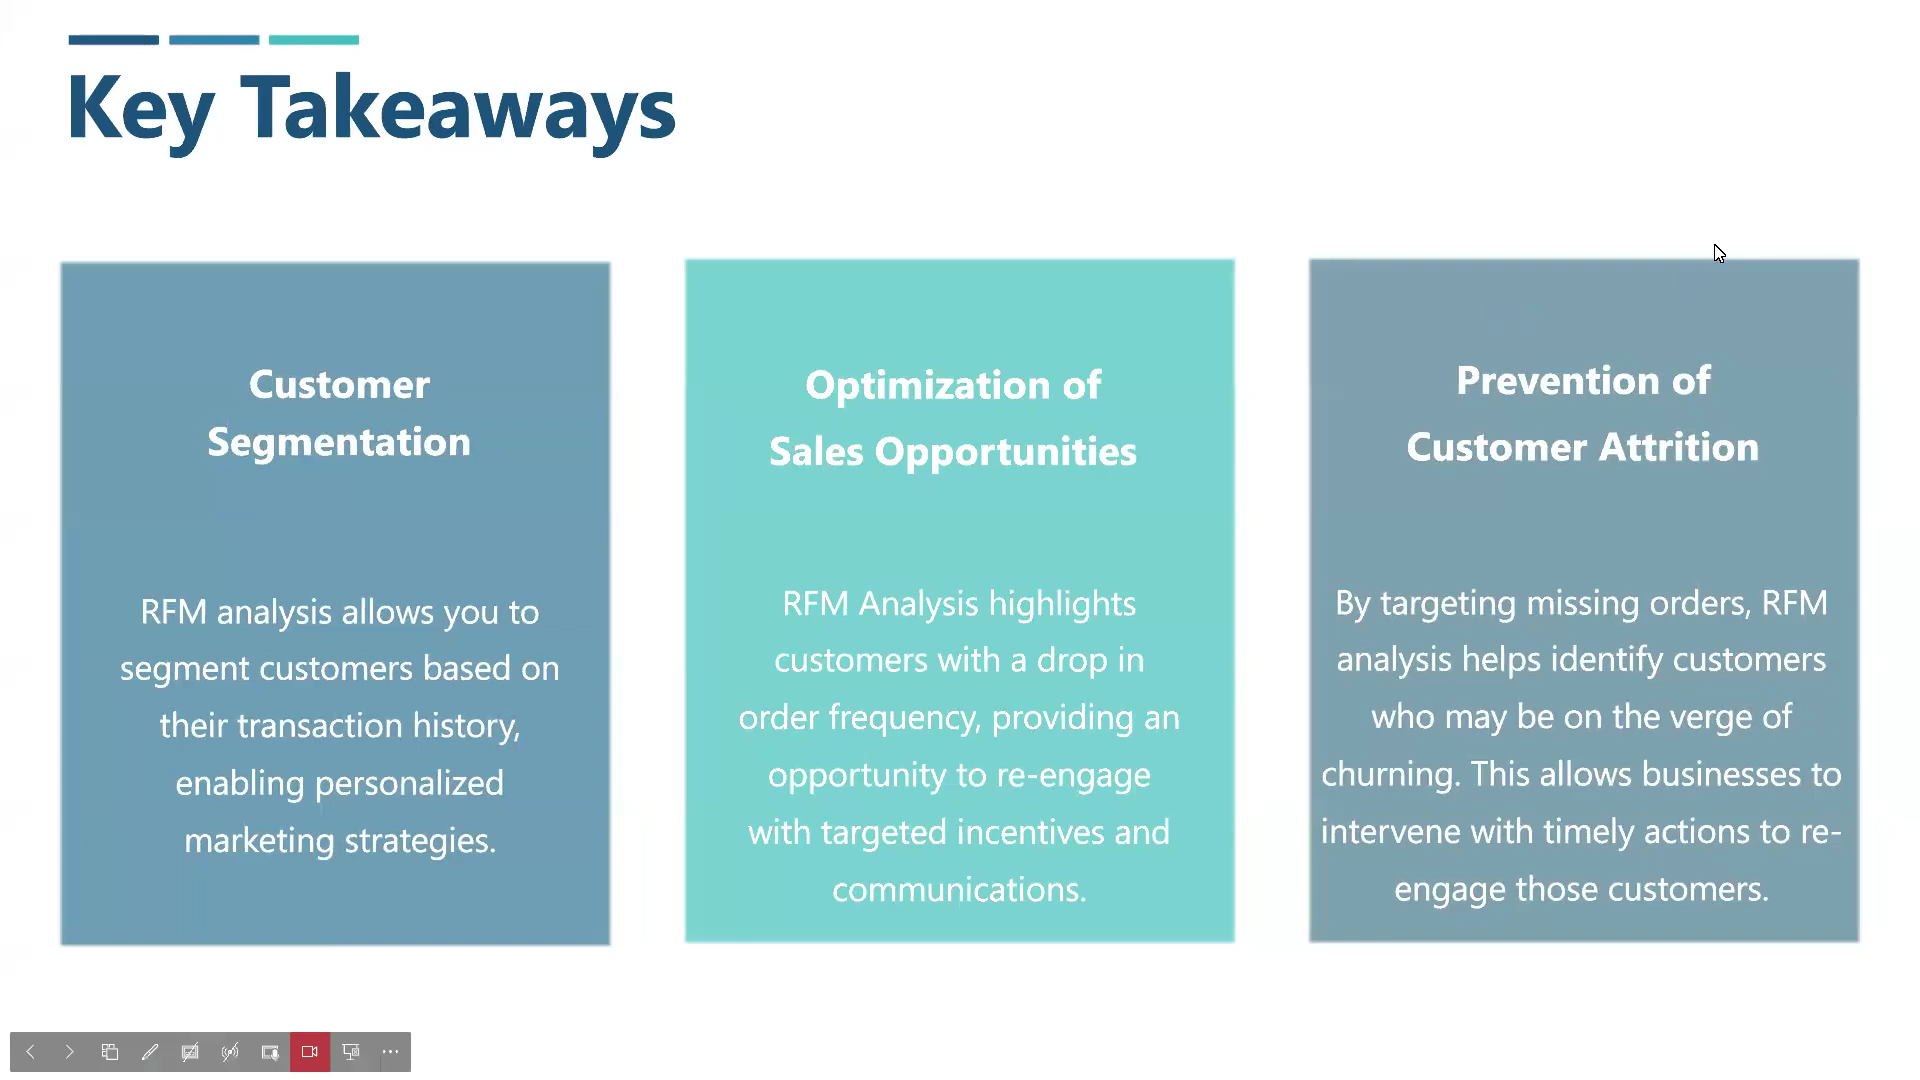 Key Takeaways
Customer
Segmentation
RFM analysis allows you to
segment customers based on
their transaction history,
enabling personalized
marketing strategies.
Optimization of
Sales Opportunities
RFM Analysis highlights
customers with a drop in
order frequency, providing an
opportunity to re-engage
with targeted incentives and
communications.
Prevention of
Customer Attrition
By targeting missing orders, RFM
analysis helps identify customers
who may be on the verge of
churning. This allows businesses to
intervene with timely actions to re-
engage those customers.